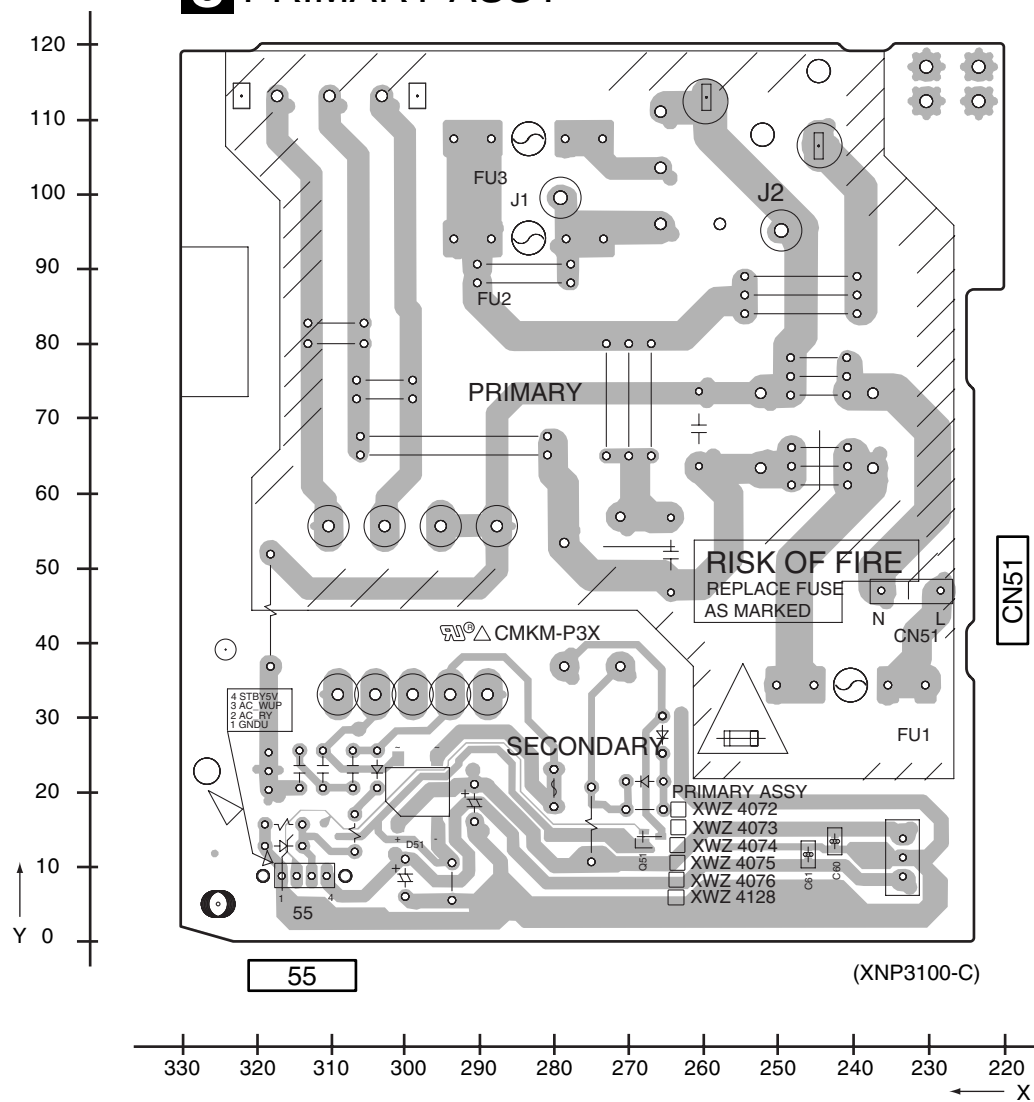 PRIMARY ASSY
120
110
100
90
80
70
60
50
40
30
20
10
Y 0
FU3
J1
J2
FU2
PRIMARY
RISK OF FIRE
REPLACE FUSE
AS MARKED
N L
CN51
CN51
CMKM-P3X
4 STBY5V
3 AC_WUP
2 AC_RY
1 GNDU
SECONDARY
FU1
PRIMARY ASSY
XWZ 4072
XWZ 4073
XWZ 4074
XWZ 4075
XWZ 4076
XWZ 4128
D51
Q51
C61
C60
1 4
55
55
(XNP3100-C)
330 320 310 300 290 280 270 260 250 240 230 220
X